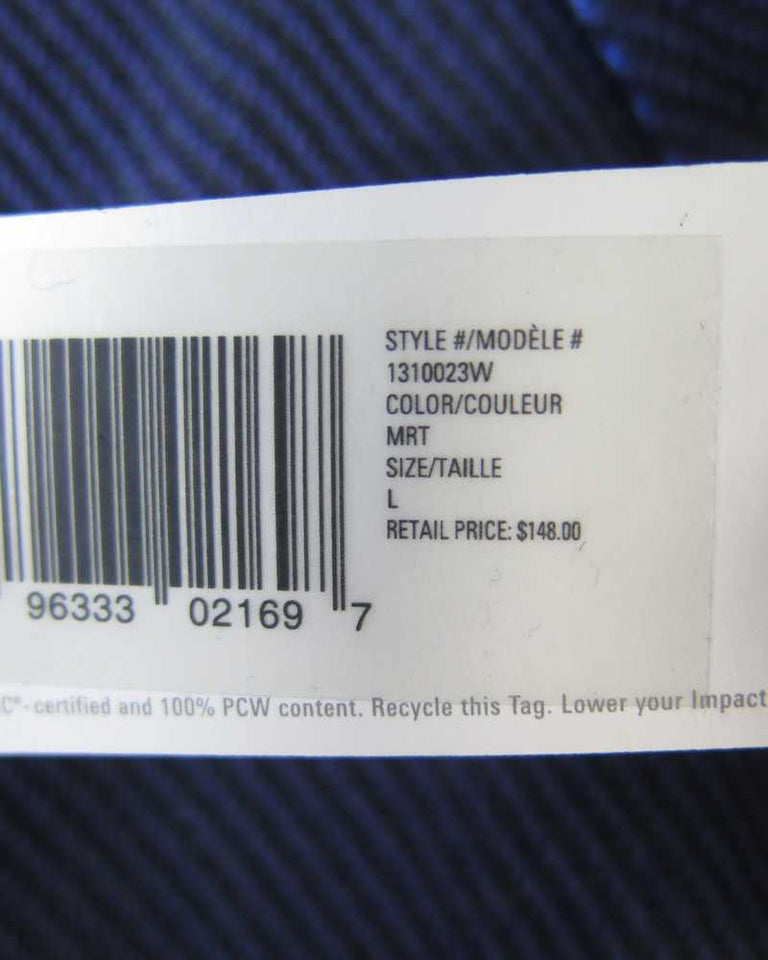 STYLE #/MODÈLE #
1310023W
COLOR/COULEUR
MRT
SIZE/TAILLE
L
RETAIL PRICE: $148.00
96333 02169 7
C®-certified and 100% PCW content. Recycle this Tag. Lower your Impact